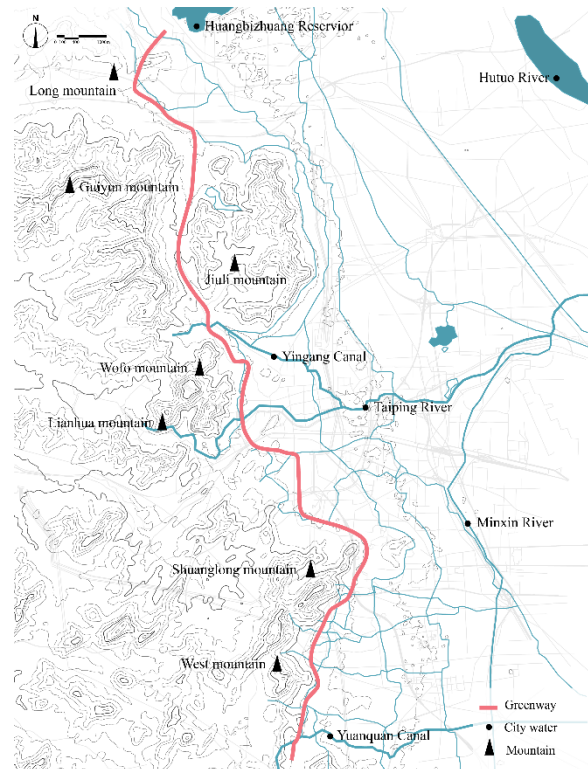 Huangbizhuang Reservior
N
Long mountain
Hutuo River
Guiyun mountain
Jiuli mountain
Yingang Canal
Wofo mountain
Taiping River
Lianhua mountain
Minxin River
Shuanglong mountain
West mountain
Greenway
City water
Yuanquan Canal
Mountain